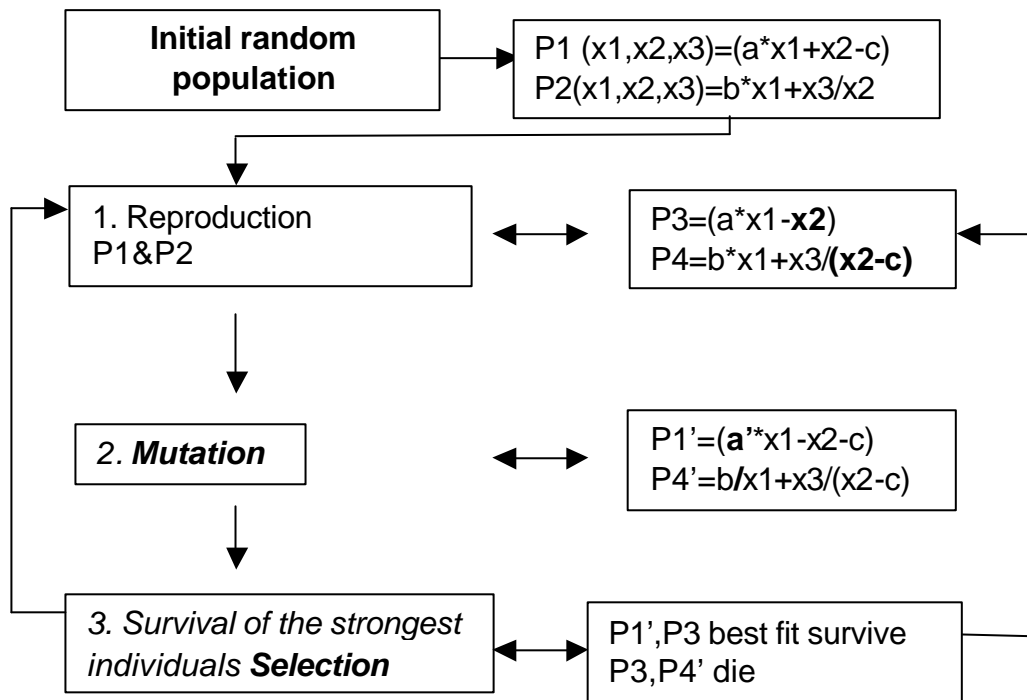 Initial random
population
P1 (x1,x2,x3)=(a*x1+x2-c)
P2(x1,x2,x3)=b*x1+x3/x2
1. Reproduction
P1&P2
P3=(a*x1-x2)
P4=b*x1+x3/(x2-c)
2. Mutation
P1’=(a’*x1-x2-c)
P4’=b/x1+x3/(x2-c)
3. Survival of the strongest
individuals Selection
P1’,P3 best fit survive
P3,P4’ die